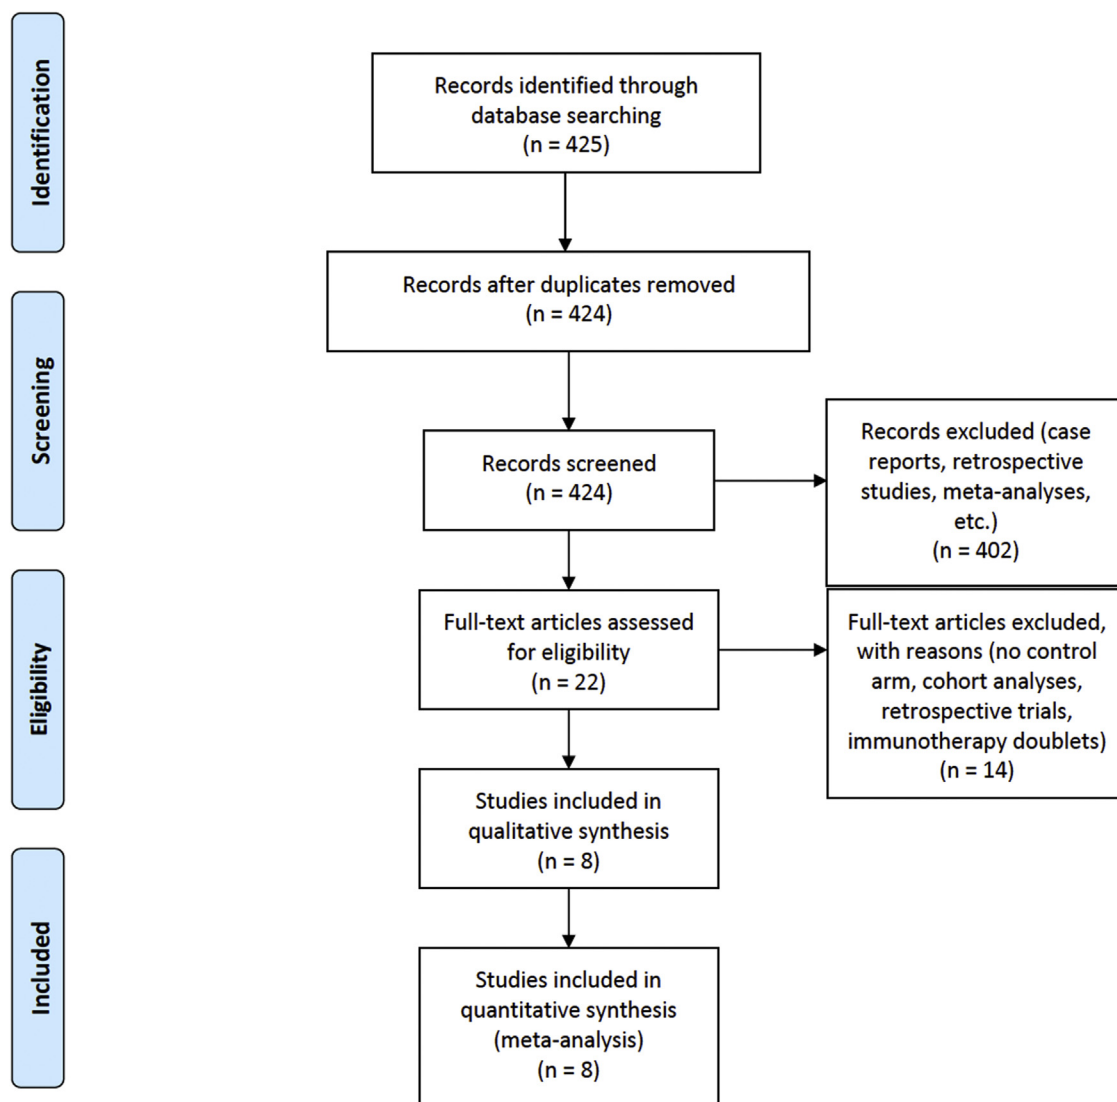 Identification
Records identified through
database searching
(n = 425)
Records after duplicates removed
(n = 424)
Screening
Records screened
(n = 424)
Records excluded (case
reports, retrospective
studies, meta-analyses,
etc.)
(n = 402)
Eligibility
Full-text articles assessed
for eligibility
(n = 22)
Full-text articles excluded,
with reasons (no control
arm, cohort analyses,
retrospective trials,
immunotherapy doublets)
(n = 14)
Studies included in
qualitative synthesis
(n = 8)
Included
Studies included in
quantitative synthesis
(meta-analysis)
(n = 8)